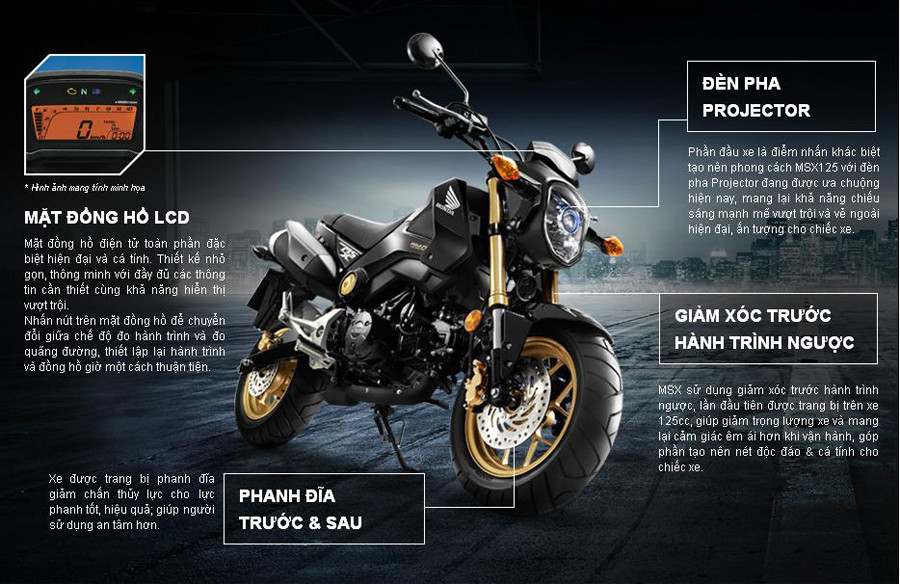 N
0 km/h
0:00
* Hình ảnh mang tính minh họa
MẶT ĐỒNG HỒ LCD
Mặt đồng hồ điện tử toàn phần đặc
biệt hiện đại và cá tính. Thiết kế nhỏ
gọn, thông minh với đầy đủ các thông
tin cần thiết cùng khả năng hiển thị
vượt trội.
Nhấn nút trên mặt đồng hồ để chuyển
đổi giữa chế độ đo hành trình và đo
quãng đường, thiết lập lại hành trình
và đồng hồ giờ một cách thuận tiện.
ĐÈN PHA
PROJECTOR
Phần đầu xe là điểm nhấn khác biệt
tạo nên phong cách MSX125 với đèn
pha Projector đang được ưa chuộng
hiện nay, mang lại khả năng chiếu
sáng mạnh mẽ vượt trội và vẻ ngoài
hiện đại, ấn tượng cho chiếc xe.
HONDA
GIẢM XÓC TRƯỚC
HÀNH TRÌNH NGƯỢC
MSX sử dụng giảm xóc trước hành trình
ngược, lần đầu tiên được trang bị trên xe
125cc, giúp giảm trọng lượng xe và mang
lại cảm giác êm ái hơn khi vận hành, góp
phần tạo nên nét độc đáo & cá tính cho
chiếc xe.
Xe được trang bị phanh đĩa
giảm chấn thủy lực cho lực
phanh tốt, hiệu quả; giúp người
sử dụng an tâm hơn.
PHANH ĐĨA
TRƯỚC & SAU